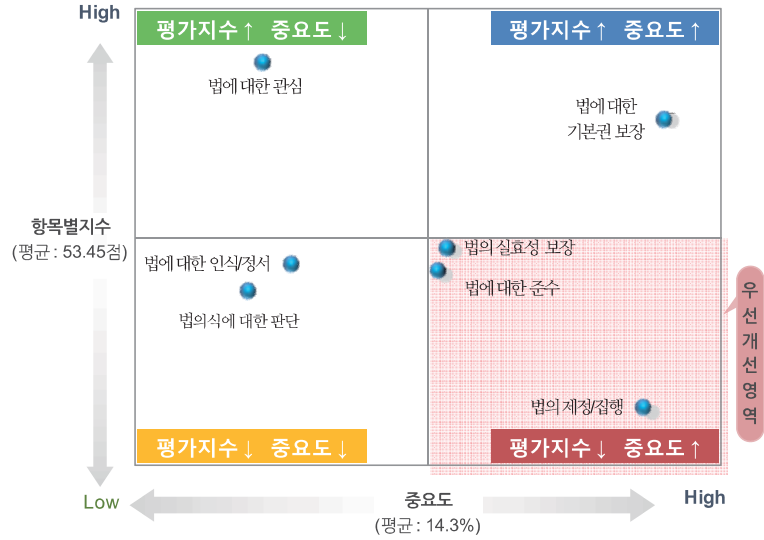 High
평가지수↑ 중요도↓
평가지수↑ 중요도↑
법에 대한 관심
법에 대한
기본권 보장
항목별지수
(평균 : 53.45점)
법의 실효성 보장
법에 대한 인식/정서
법에 대한 준수
법의식에 대한 판단
우선개선영역
법의 제정/집행
평가지수↓ 중요도↓
평가지수↓ 중요도↑
Low
중요도
High
(평균 : 14.3%)